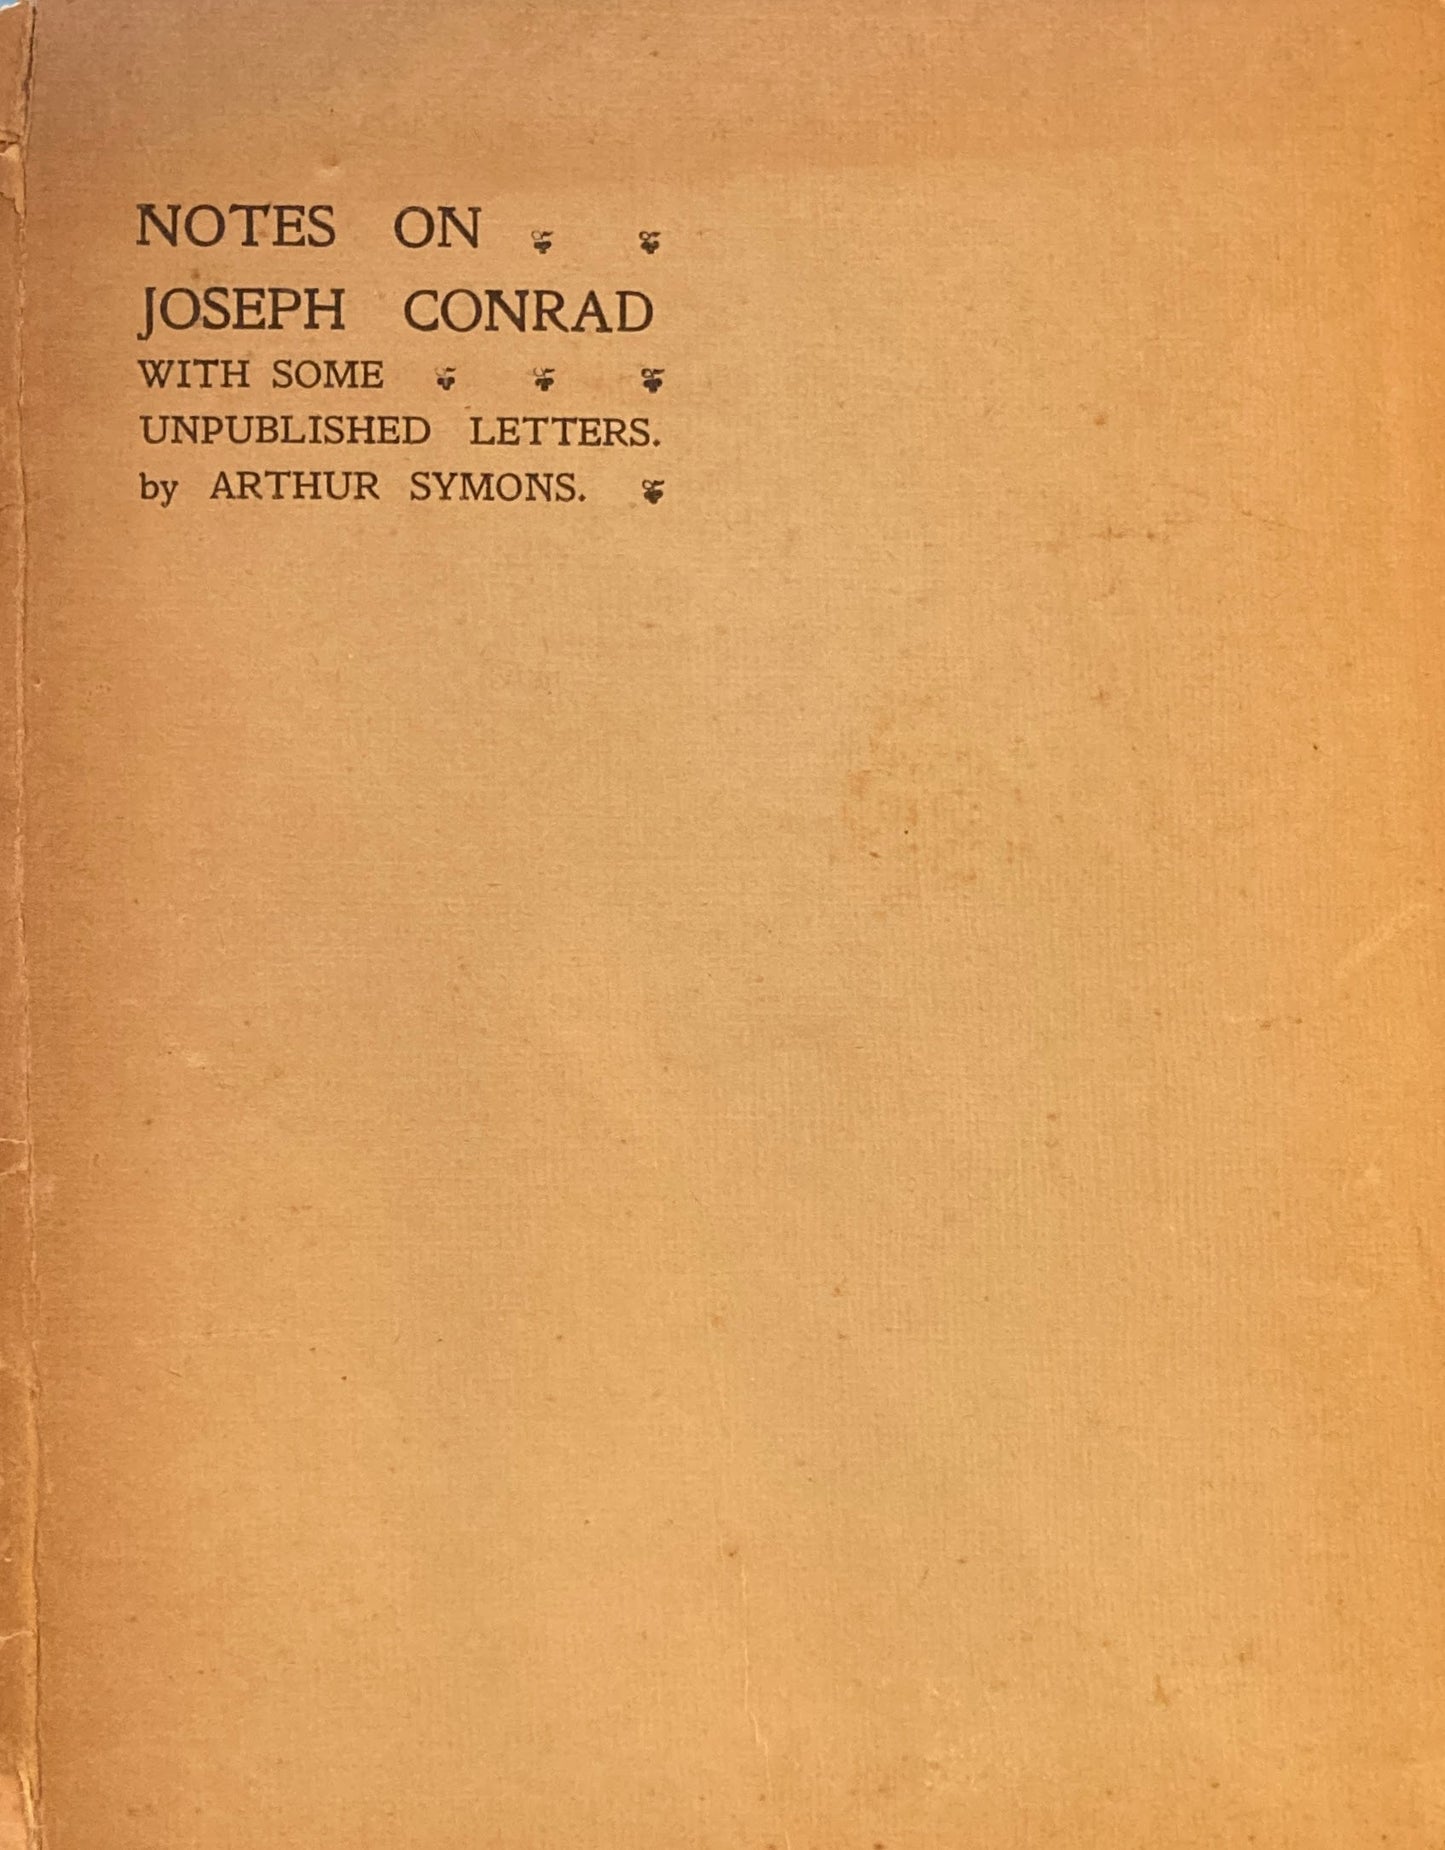 NOTES ON
JOSEPH CONRAD
WITH SOME
UNPUBLISHED LETTERS.
by ARTHUR SYMONS.